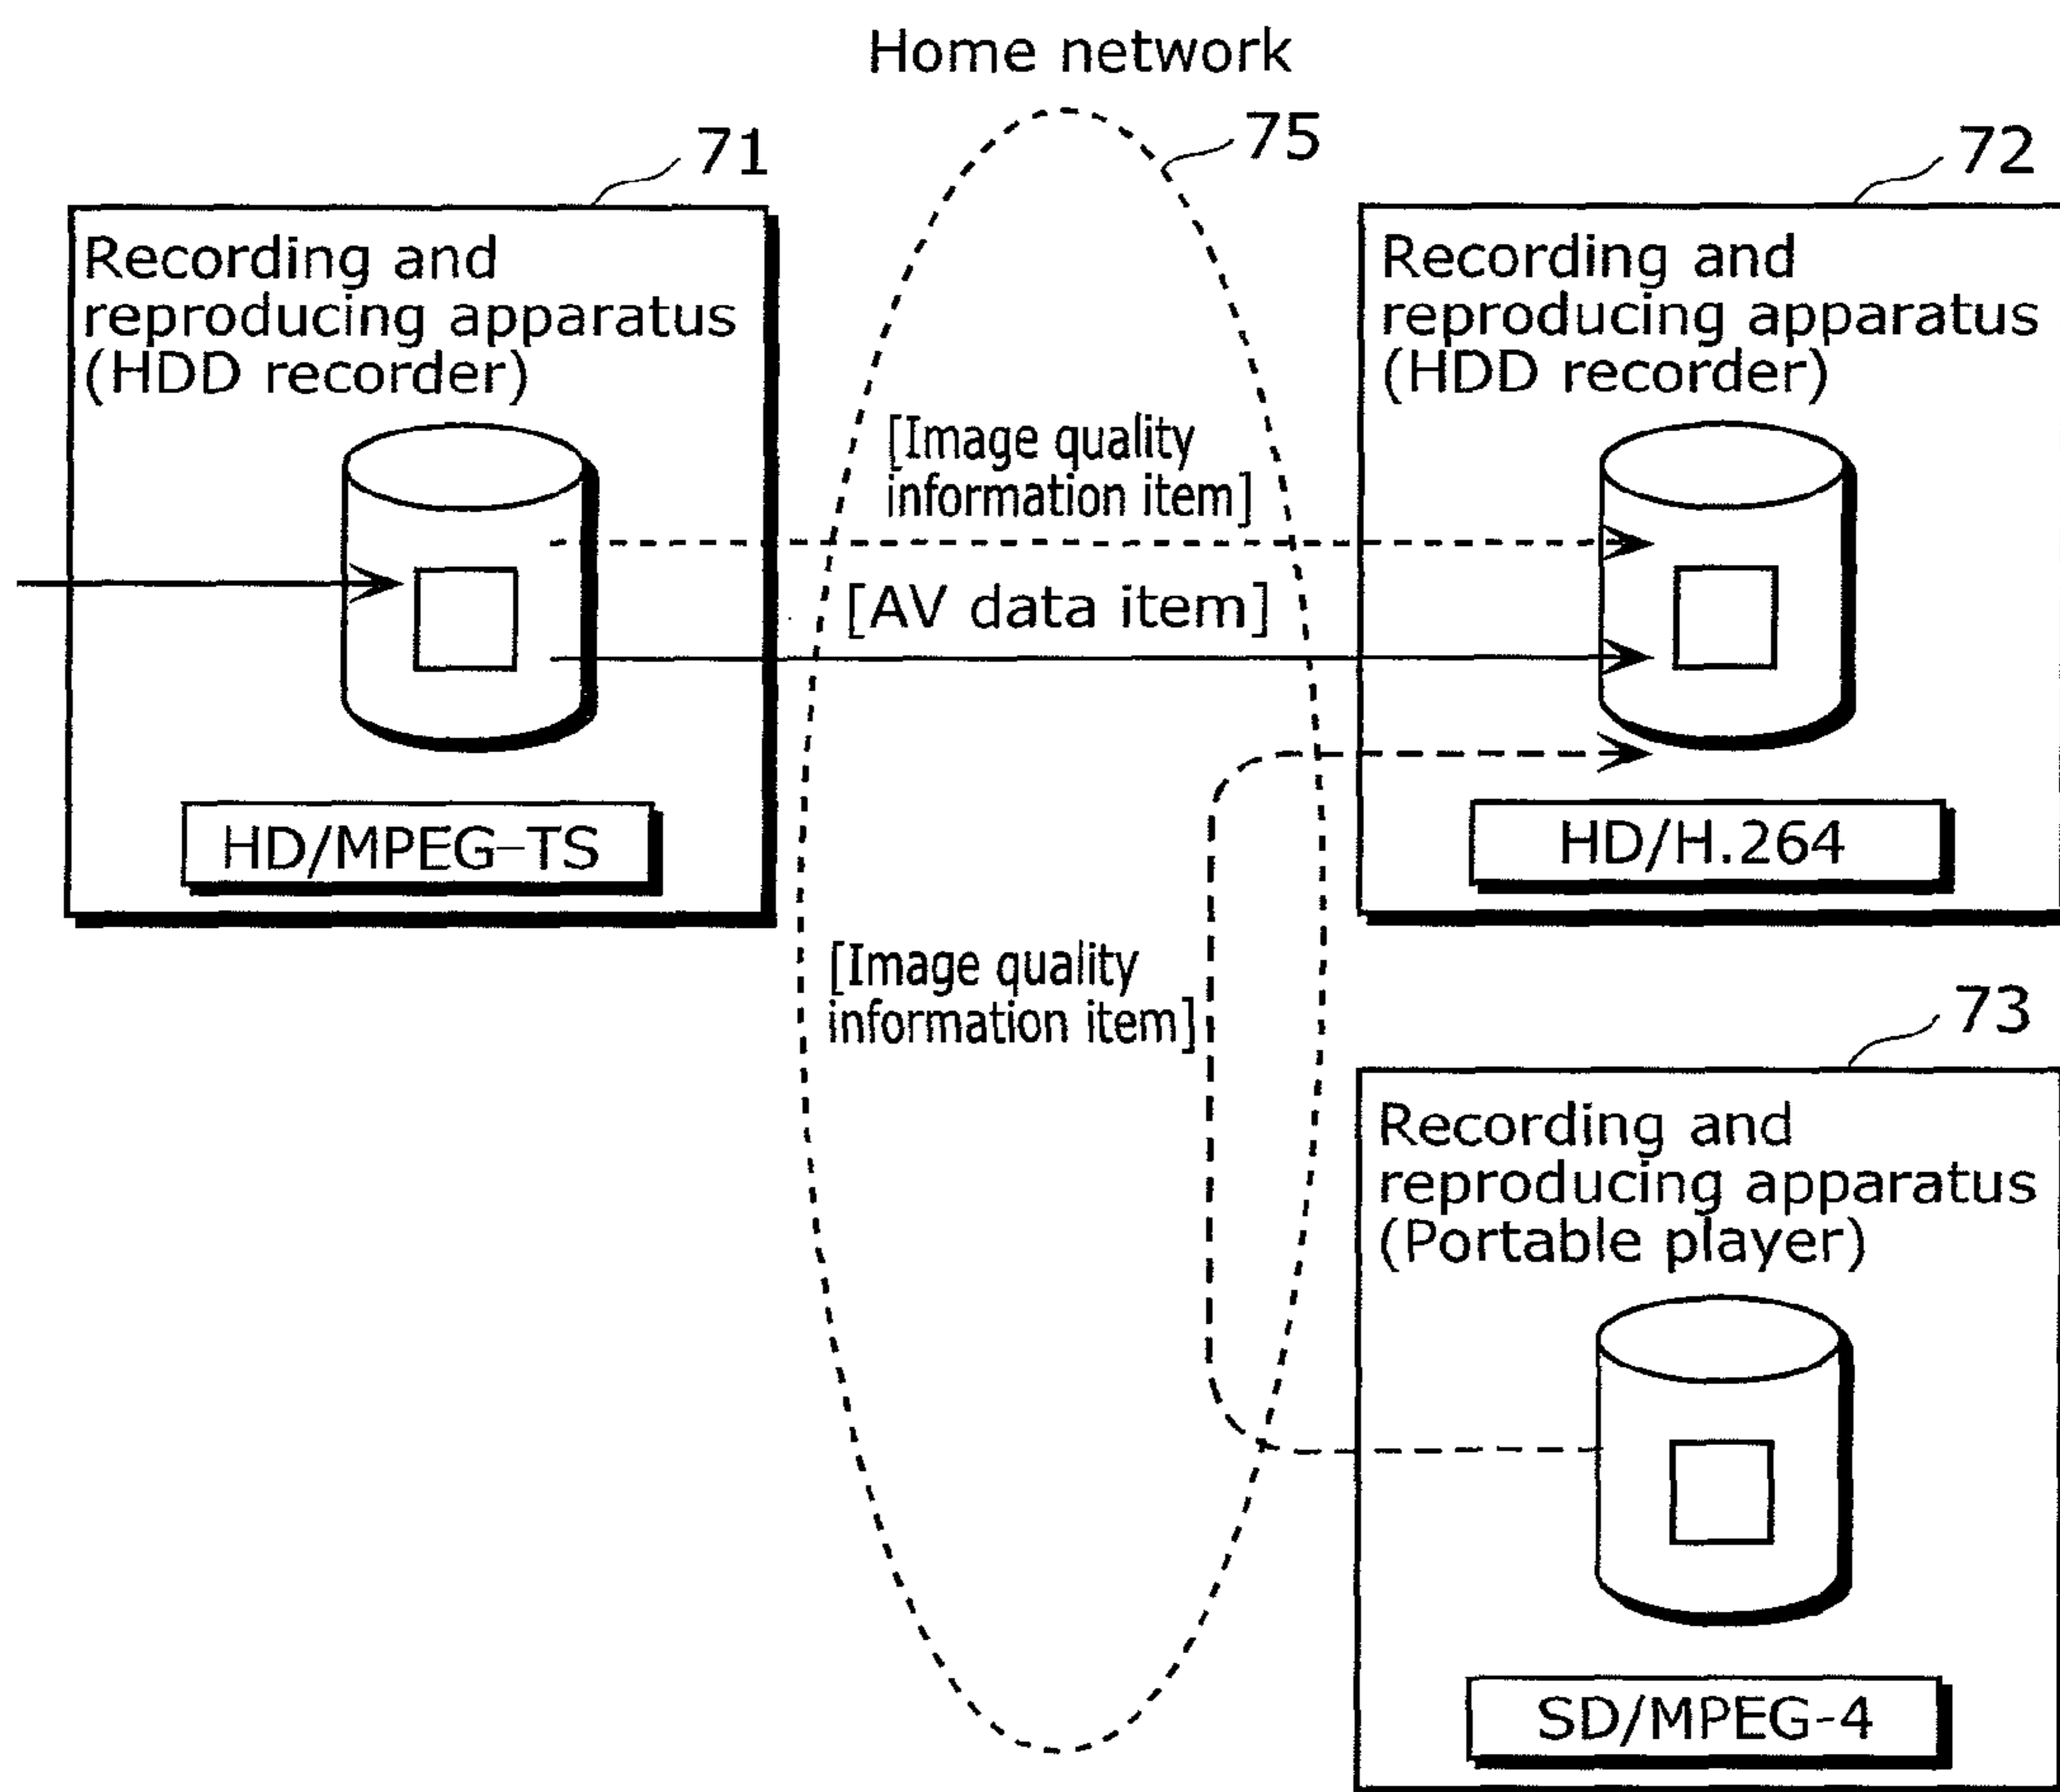 Home network
75
71
Recording and
reproducing apparatus
(HDD recorder)
HD/MPEG–TS
[Image quality
information item]
[AV data item]
[Image quality
information item]
72
Recording and
reproducing apparatus
(HDD recorder)
HD/H.264
73
Recording and
reproducing apparatus
(Portable player)
SD/MPEG-4